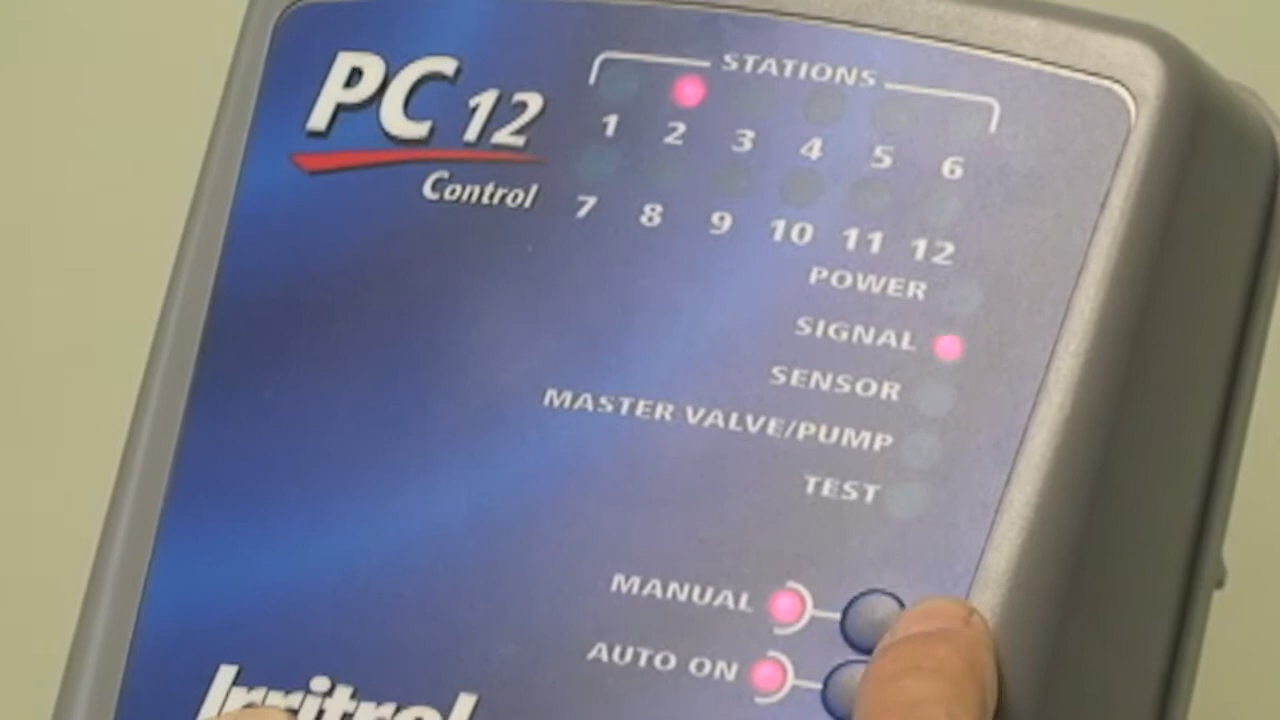 PC 12
Control
STATIONS
1 2 3 4 5 6
7 8 9 10 11 12
POWER
SIGNAL
SENSOR
MASTER VALVE/PUMP
TEST
MANUAL
AUTO ON
Irritrol